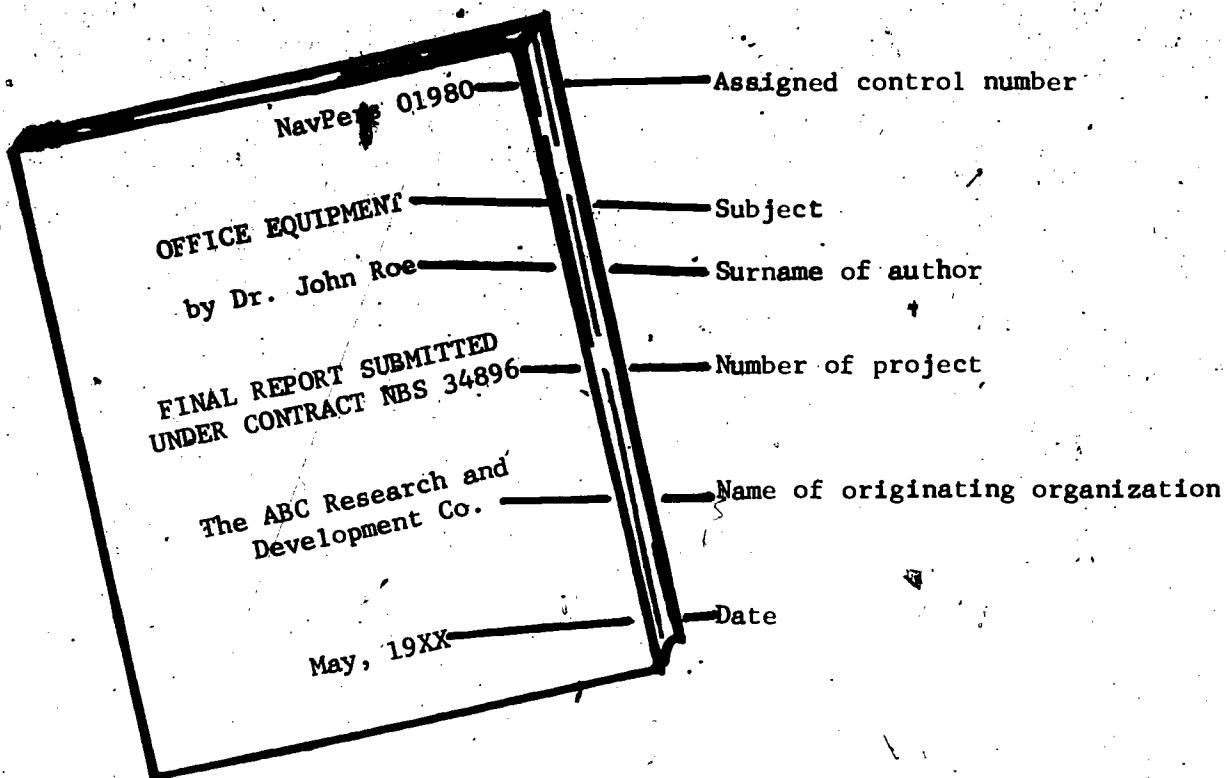 NavPers 01980
Assigned control number
OFFICE EQUIPMENT
Subject
by Dr. John Roe
Surname of author
FINAL REPORT SUBMITTED
UNDER CONTRACT NBS 34896
Number of project
The ABC Research and
Development Co.
Name of originating organization
May, 19XX
Date